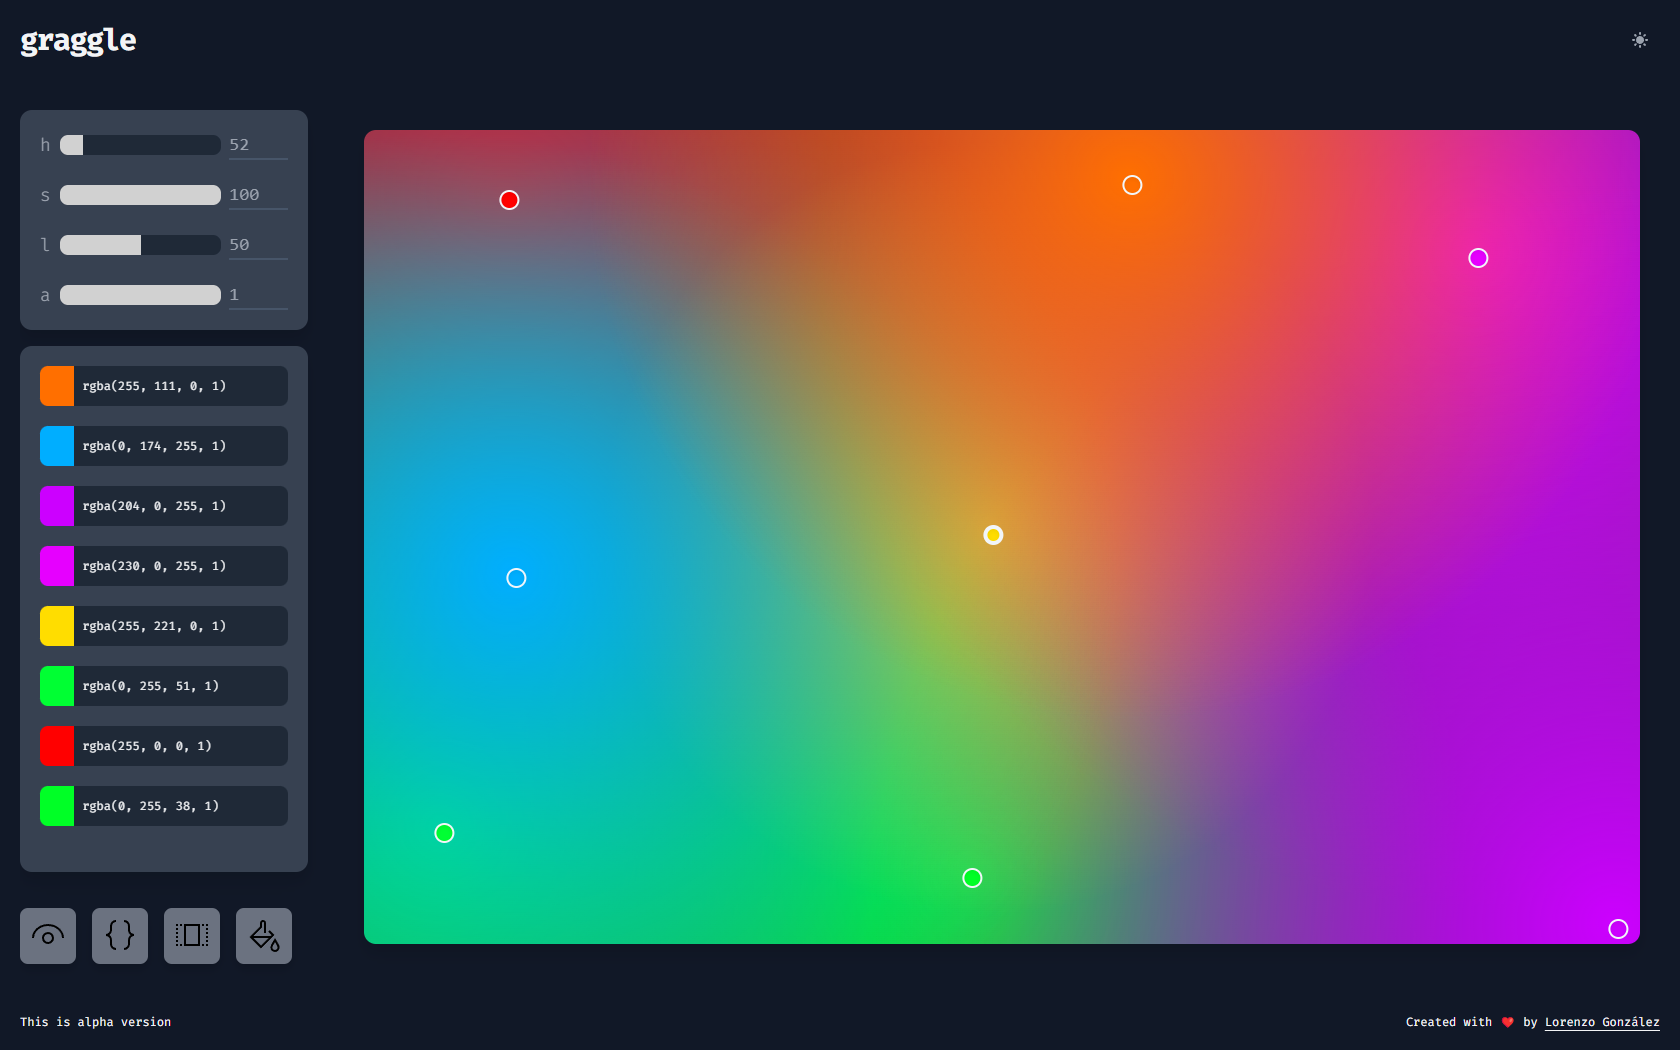 graggle
h 52
s 100
l 50
a 1
rgba(255, 111, 0, 1)
rgba(0, 174, 255, 1)
rgba(204, 0, 255, 1)
rgba(230, 0, 255, 1)
rgba(255, 221, 0, 1)
rgba(0, 255, 51, 1)
rgba(255, 0, 0, 1)
rgba(0, 255, 38, 1)
This is alpha version
Created with ❤️ by Lorenzo González